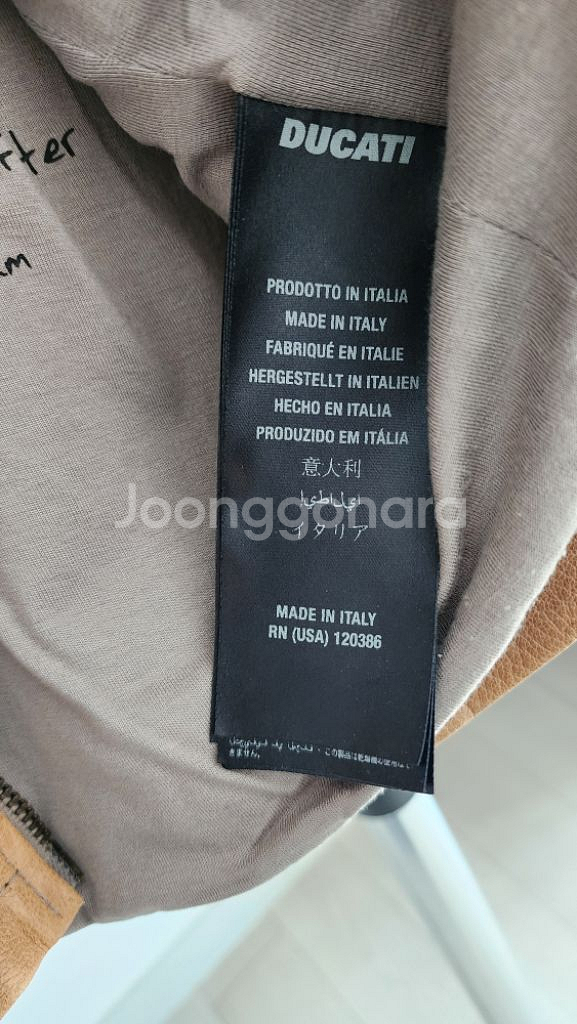 DUCATI
PRODOTTO IN ITALIA
MADE IN ITALY
FABRIQUÉ EN ITALIE
HERGESTELLT IN ITALIEN
HECHO EN ITALIA
PRODUZIDO EM ITÁLIA
意大利
イタリア
Joonggonara
MADE IN ITALY
RN (USA) 120386